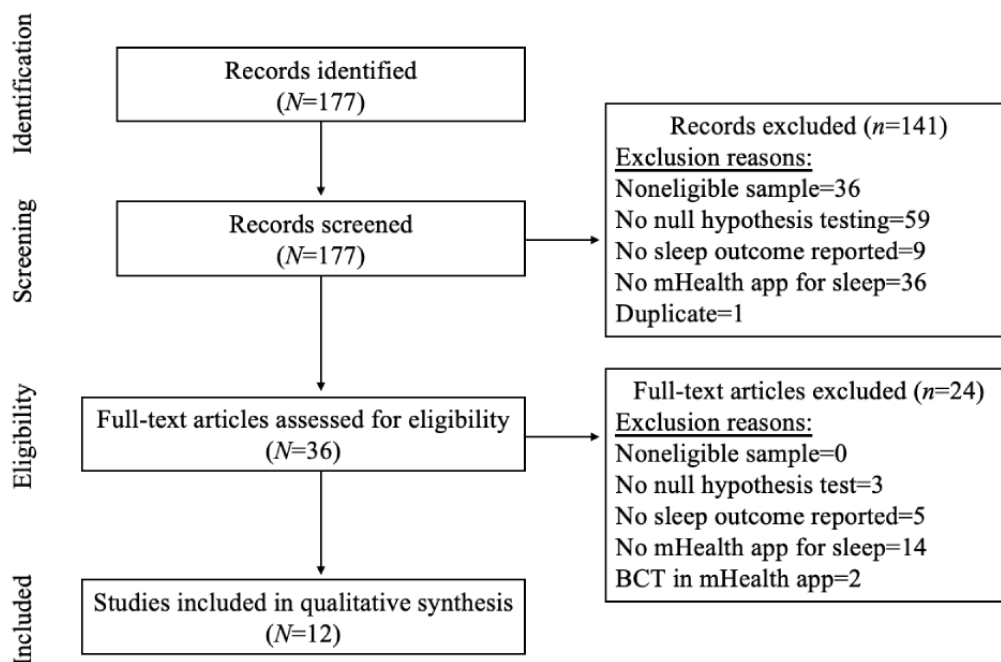 Identification
Records identified
(N=177)
Records excluded (n=141)
Exclusion reasons:
Noneligible sample=36
No null hypothesis testing=59
No sleep outcome reported=9
No mHealth app for sleep=36
Duplicate=1
Screening
Records screened
(N=177)
Eligibility
Full-text articles assessed for eligibility
(N=36)
Full-text articles excluded (n=24)
Exclusion reasons:
Noneligible sample=0
No null hypothesis test=3
No sleep outcome reported=5
No mHealth app for sleep=14
BCT in mHealth app=2
Included
Studies included in qualitative synthesis
(N=12)